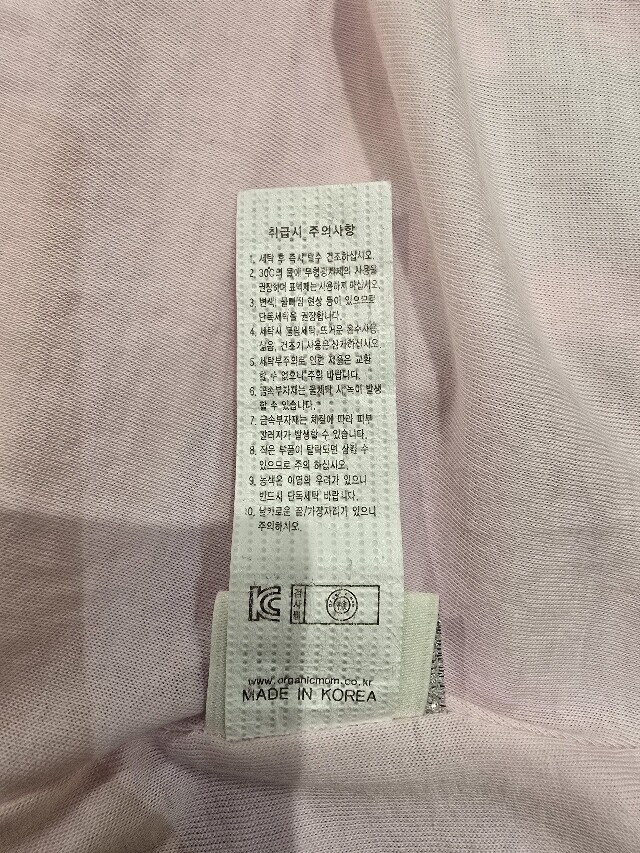 취급시 주의사항
1. 세탁 후 즉시 탈수 건조하십시오.
2. 30C의 물에 무형광세제의 사용을
권장하며 표백제는 사용하지 마십시오.
3. 변색, 물빠짐 현상 등이 있으므로
단독세탁을 권장합니다.
4. 세탁시 물림세탁, 뜨거운 물수사용,
삶음, 건조기 사용은 삼가하십시오.
5. 세탁부주의로 인한 제품은 교환
할 수 없으니 주의 바랍니다.
6. 금속부자재는 물세탁 시 녹이 발생
할 수 있습니다.
7. 금속부자재는 체질에 따라 피부
알러지가 발생할 수 있습니다.
8. 작은 부품이 탈락되면 삼킬 수
있으므로 주의 하십시오.
9. 농색은 이염의 우려가 있으니
반드시 단독세탁 바랍니다.
10. 날카로운 끝/가장자리가 있으니
주의하시오.
KC 검사필
www.organicmom.co.kr
MADE IN KOREA